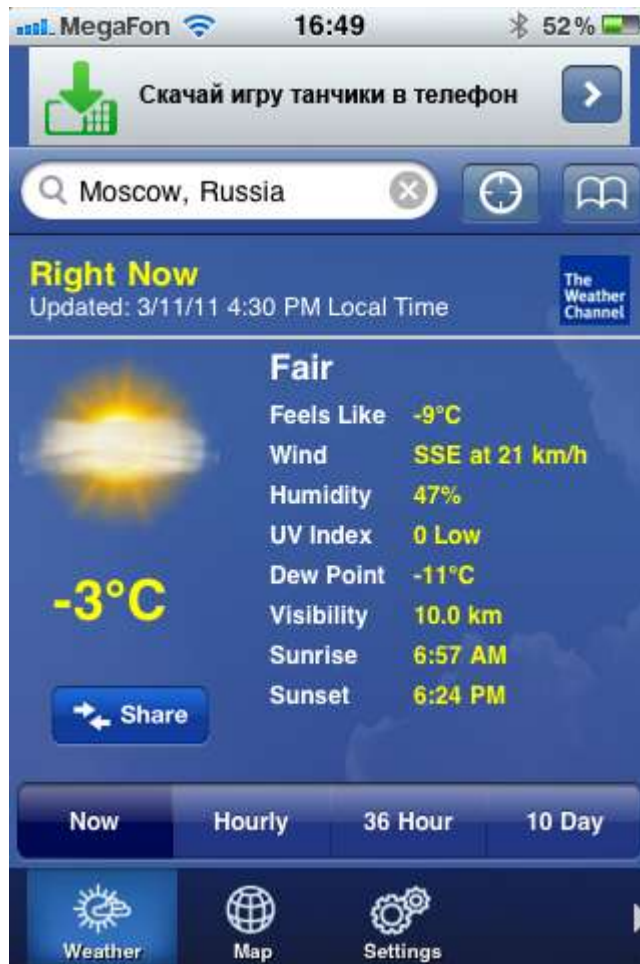 MegaFon 16:49 52%
Скачай игру танчики в телефон
Moscow, Russia
Right Now
Updated: 3/11/11 4:30 PM Local Time
The
Weather
Channel
Fair
Feels Like -9°C
Wind SSE at 21 km/h
Humidity 47%
UV Index 0 Low
Dew Point -11°C
Visibility 10.0 km
Sunrise 6:57 AM
Sunset 6:24 PM
-3°C
Share
Now Hourly 36 Hour 10 Day
Weather Map Settings